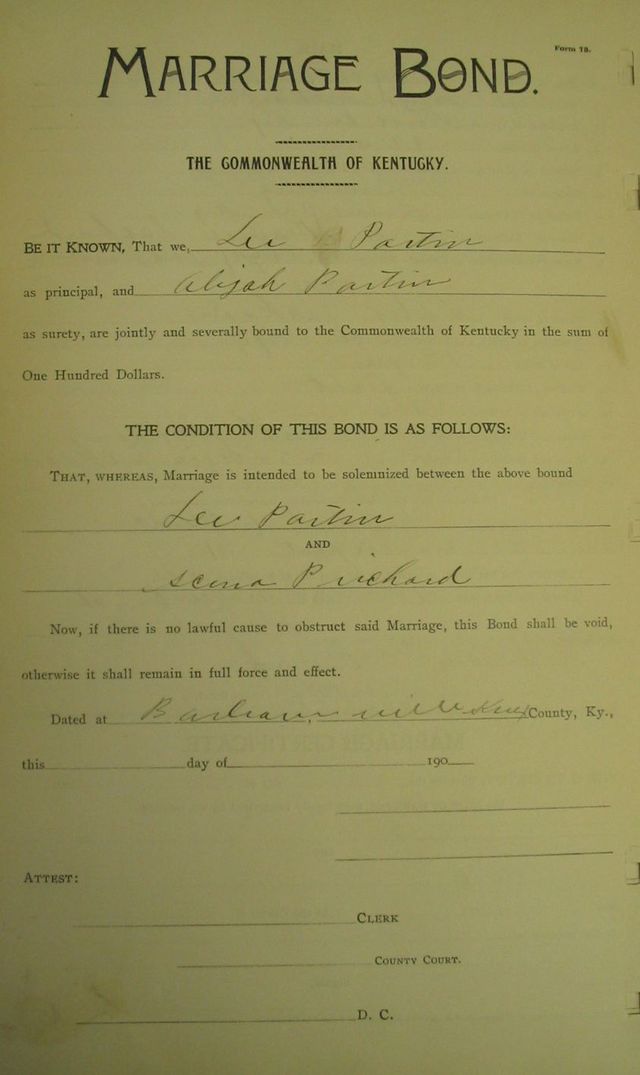 Form 18.
MARRIAGE BOND.
THE COMMONWEALTH OF KENTUCKY.
BE IT KNOWN, That we, Lee Partin
as principal, and Abijah Partin
as surety, are jointly and severally bound to the Commonwealth of Kentucky in the sum of
One Hundred Dollars.
THE CONDITION OF THIS BOND IS AS FOLLOWS:
THAT, WHEREAS, Marriage is intended to be solemnized between the above bound
Lee Partin
AND
Prichard
Now, if there is no lawful cause to obstruct said Marriage, this Bond shall be void,
otherwise it shall remain in full force and effect.
Dated at Barbourville Knox County, Ky.,
this day of 190
ATTEST:
CLERK
COUNTY COURT.
D. C.